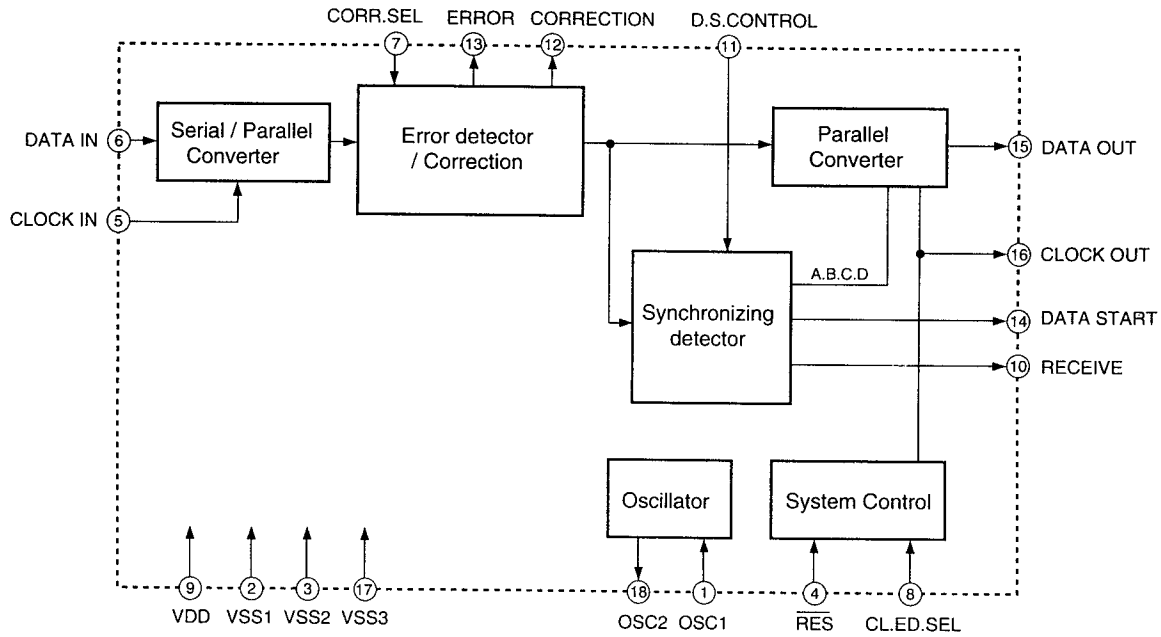 CORR.SEL ERROR CORRECTION D.S.CONTROL
7 13 12 11
Serial / Parallel
Converter
Error detector
/ Correction
Parallel
Converter
DATA IN 6
15 DATA OUT
CLOCK IN 5
16 CLOCK OUT
A.B.C.D
Synchronizing
detector
14 DATA START
10 RECEIVE
Oscillator
System Control
9 2 3 17 18 1 4 8
VDD VSS1 VSS2 VSS3 OSC2 OSC1 RES CL.ED.SEL